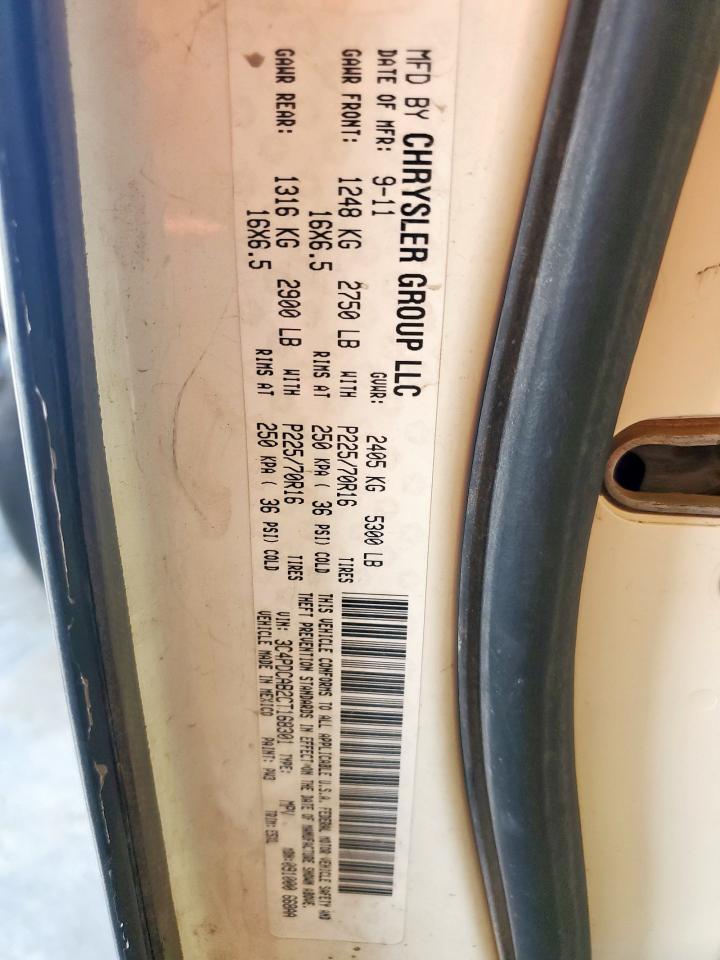 MFD BY CHRYSLER GROUP LLC
DATE OF MFR: 9-11 GVWR: 2405 KG 5300 LB
GAWR FRONT: 1248 KG 2750 LB WITH P225/70R16 TIRES
16X6.5 RIMS AT 250 KPA ( 36 PSI) COLD
GAWR REAR: 1316 KG 2900 LB WITH P225/70R16 TIRES
16X6.5 RIMS AT 250 KPA ( 36 PSI) COLD
THIS VEHICLE CONFORMS TO ALL APPLICABLE U.S.A. FEDERAL MOTOR VEHICLE SAFETY AND
THEFT PREVENTION STANDARDS IN EFFECT ON THE DATE OF MANUFACTURE SHOWN ABOVE.
VIN: 3C4PDCAB2CT168301 TYPE: MPV
VEHICLE MADE IN MEXICO PAINT: PW3 TRIM: